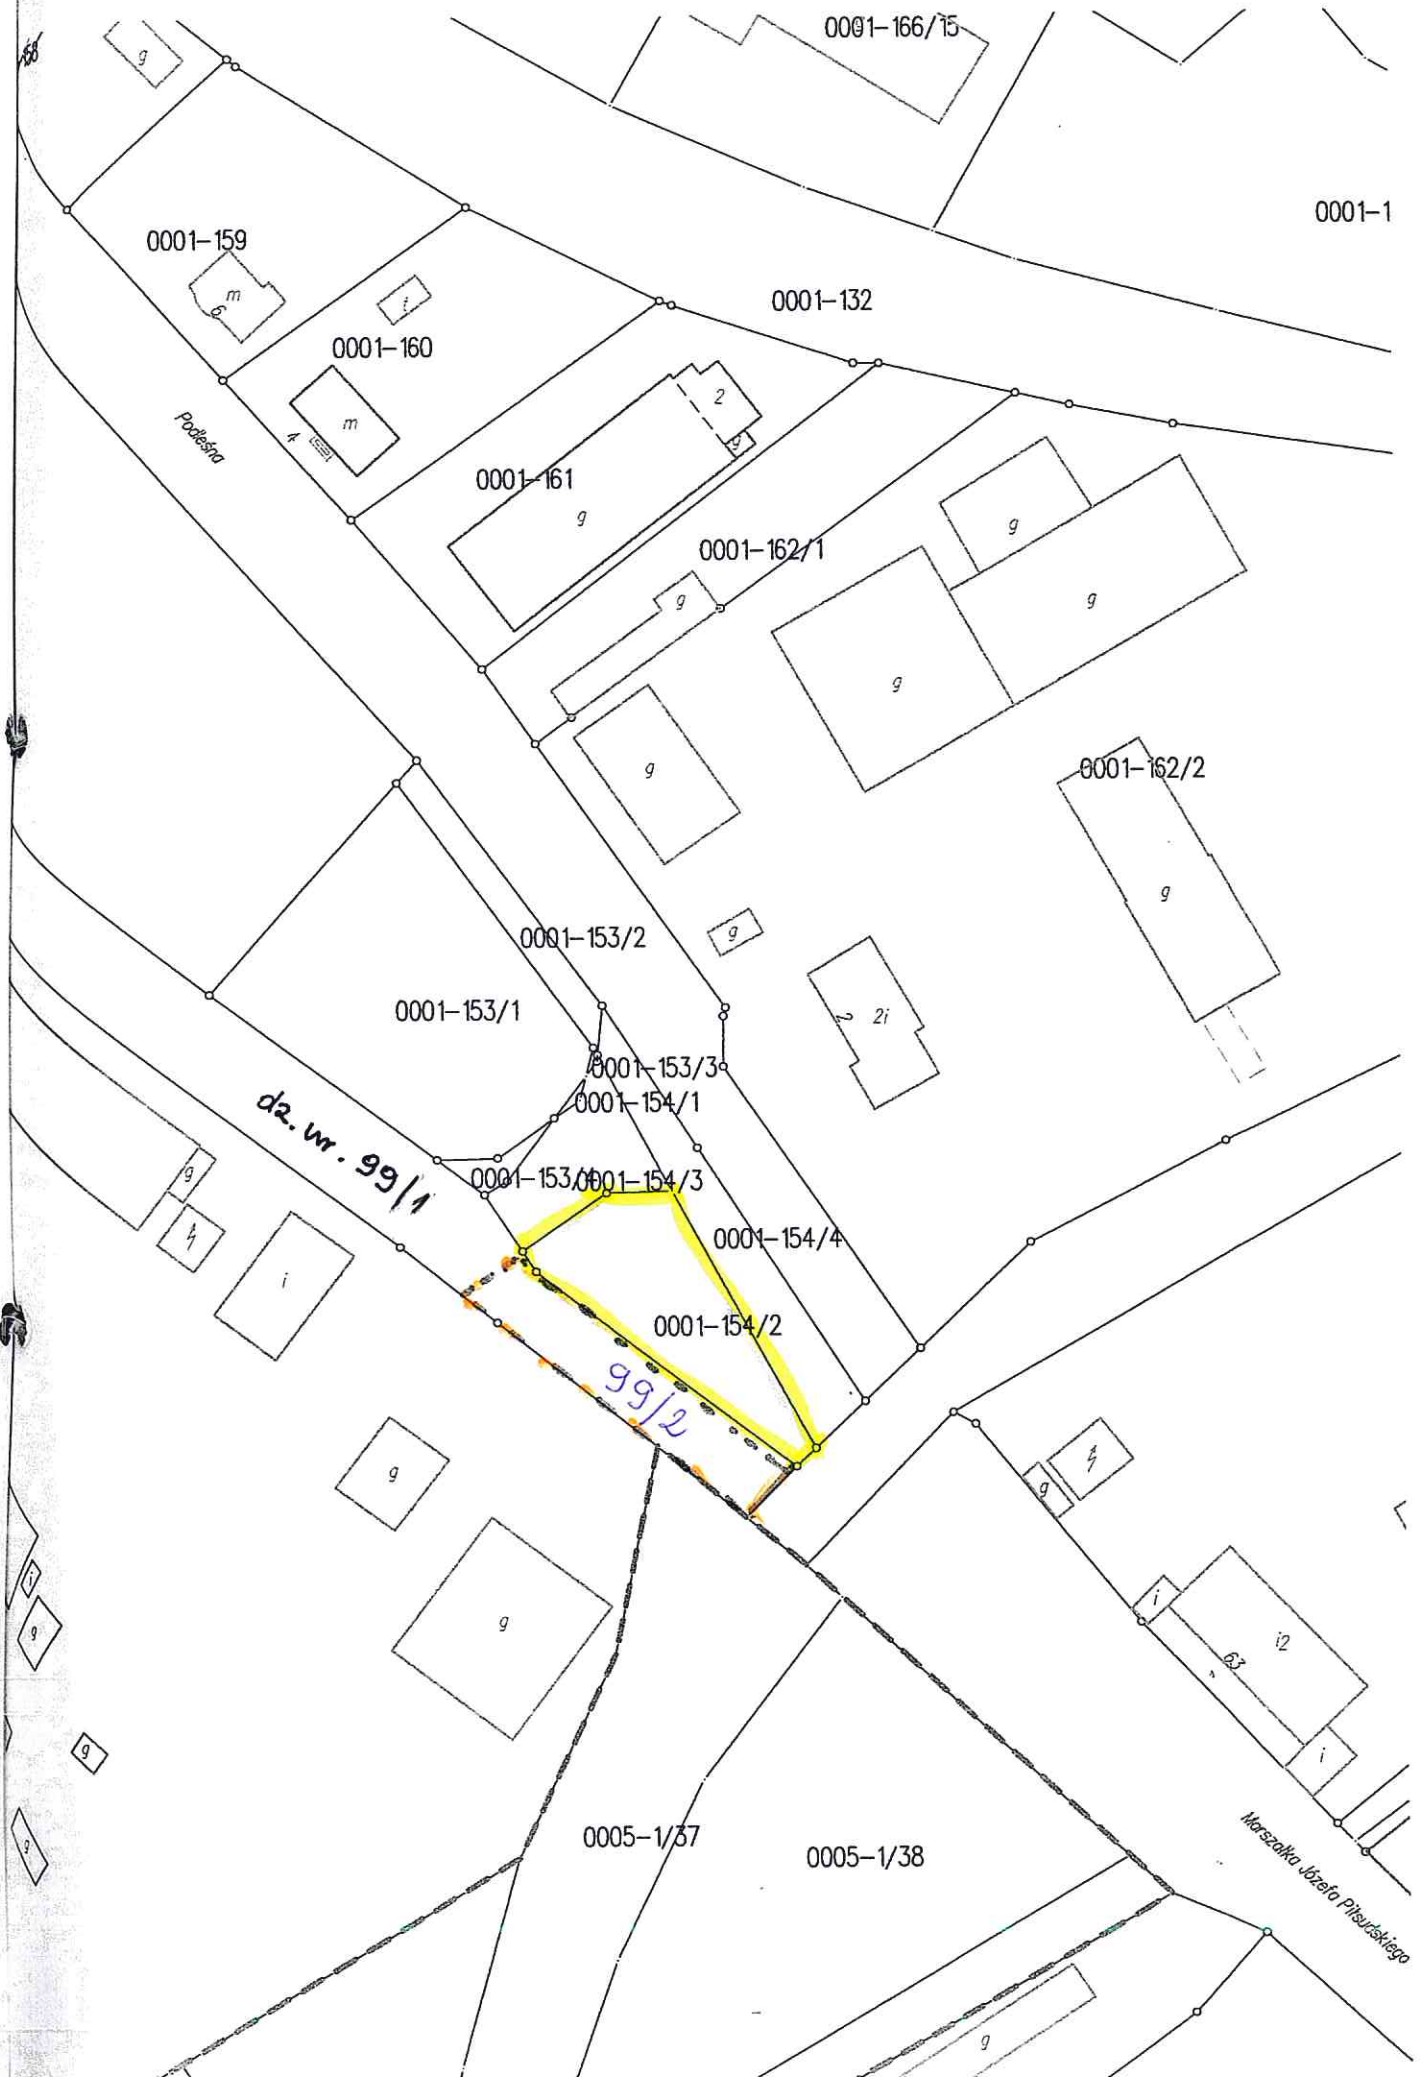 0001-166/15
g
158
0001-1
0001-159
m
6
0001-132
i
0001-160
m
4
2
g
Podleśna
0001-161
g
0001-162/1
g
g
g
g
g
0001-162/2
g
0001-153/2
g
0001-153/1
2
2i
0001-153/3
0001-154/1
dz. nr. 99/1
g
0001-153/4
0001-154/3
0001-154/4
i
0001-154/2
99/2
g
g
i
i
g
g
i2
63
g
i
0005-1/37
0005-1/38
g
Marszałka Józefa Piłsudskiego
g